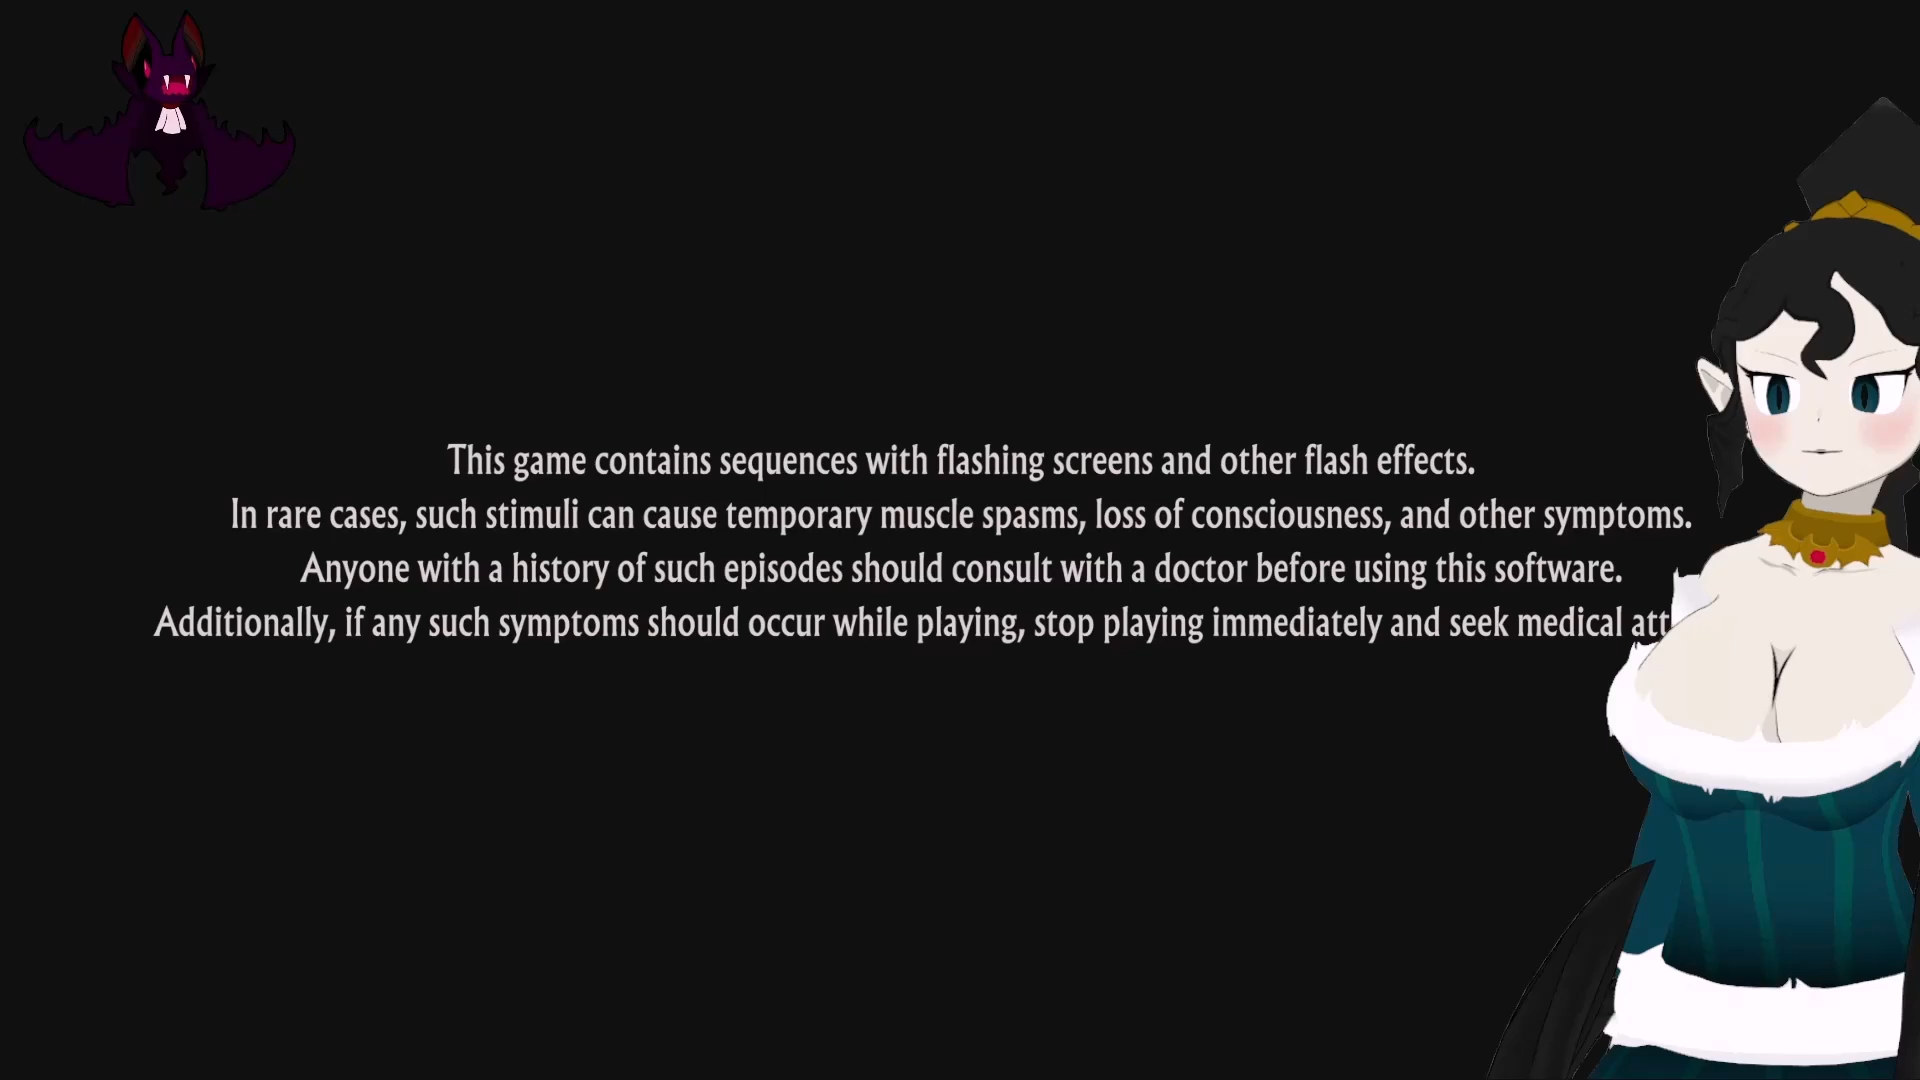 This game contains sequences with flashing screens and other flash effects.
In rare cases, such stimuli can cause temporary muscle spasms, loss of consciousness, and other symptoms.
Anyone with a history of such episodes should consult with a doctor before using this software.
Additionally, if any such symptoms should occur while playing, stop playing immediately and seek medical